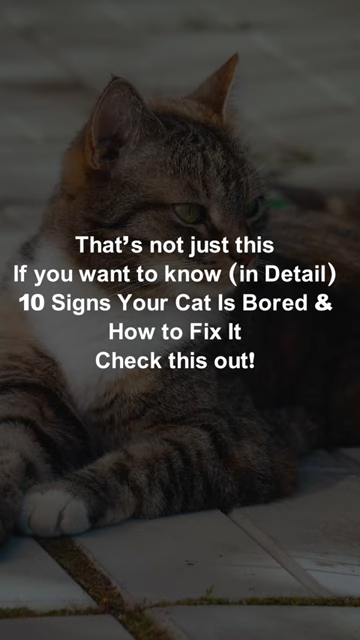 That's not just this
If you want to know (in Detail)
10 Signs Your Cat Is Bored &
How to Fix It
Check this out!